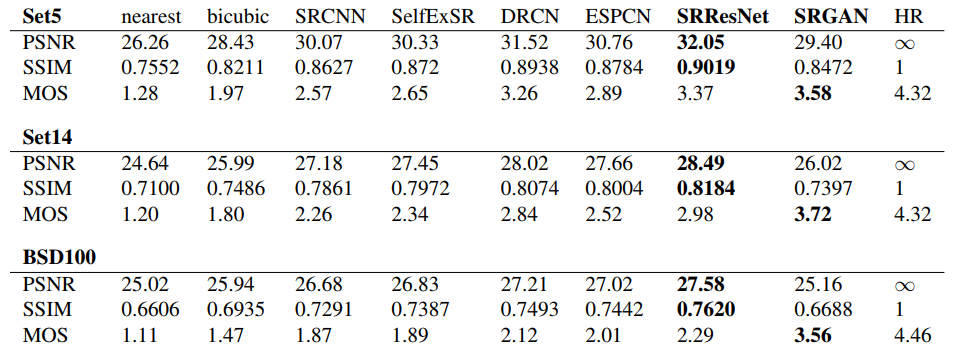 Set5 nearest bicubic SRCNN SelfExSR DRCN ESPCN SRResNet SRGAN HR
PSNR 26.26 28.43 30.07 30.33 31.52 30.76 32.05 29.40 ∞
SSIM 0.7552 0.8211 0.8627 0.872 0.8938 0.8784 0.9019 0.8472 1
MOS 1.28 1.97 2.57 2.65 3.26 2.89 3.37 3.58 4.32
Set14
PSNR 24.64 25.99 27.18 27.45 28.02 27.66 28.49 26.02 ∞
SSIM 0.7100 0.7486 0.7861 0.7972 0.8074 0.8004 0.8184 0.7397 1
MOS 1.20 1.80 2.26 2.34 2.84 2.52 2.98 3.72 4.32
BSD100
PSNR 25.02 25.94 26.68 26.83 27.21 27.02 27.58 25.16 ∞
SSIM 0.6606 0.6935 0.7291 0.7387 0.7493 0.7442 0.7620 0.6688 1
MOS 1.11 1.47 1.87 1.89 2.12 2.01 2.29 3.56 4.46